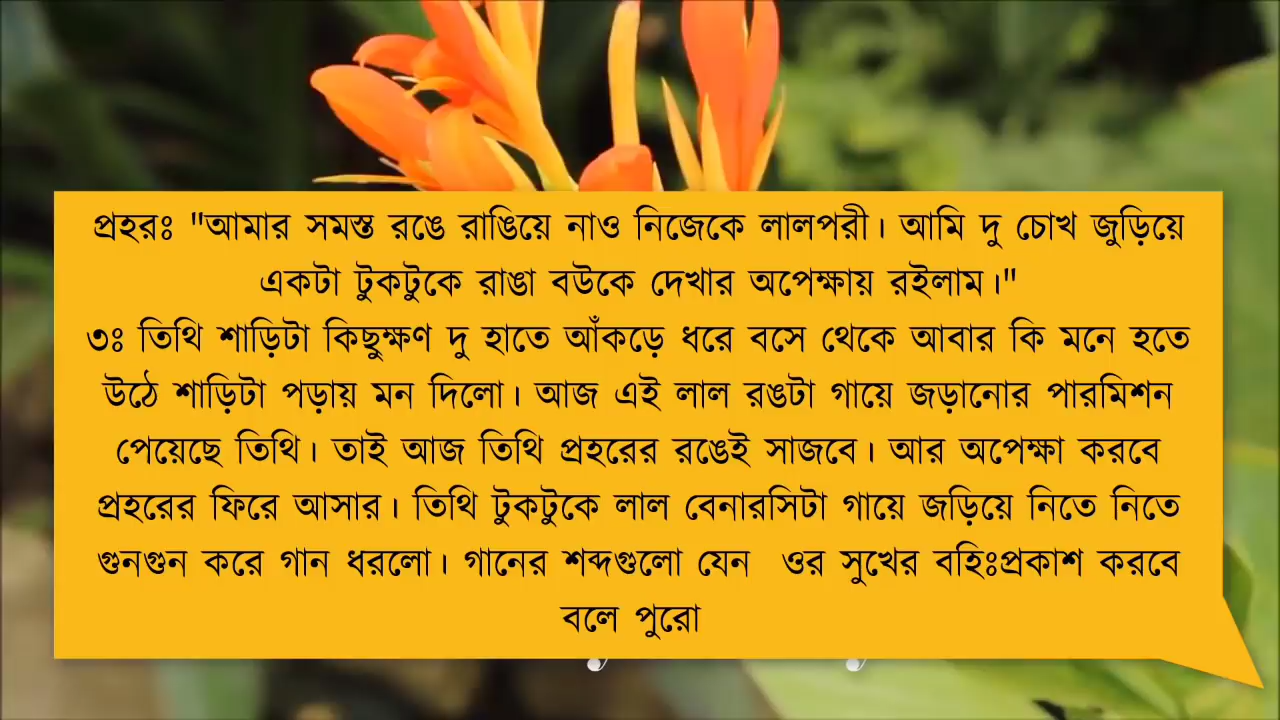 প্রহরঃ "আমার সমস্ত রঙে রাঙিয়ে নাও নিজেকে লালপরী। আমি দু চোখ জুড়িয়ে
একটা টুকটুকে রাঙা বউকে দেখার অপেক্ষায় রইলাম।"
৩ঃ তিথি শাড়িটা কিছুক্ষণ দু হাতে আঁকড়ে ধরে বসে থেকে আবার কি মনে হতে
উঠে শাড়িটা পড়ায় মন দিলো। আজ এই লাল রঙটা গায়ে জড়ানোর পারমিশন
পেয়েছে তিথি। তাই আজ তিথি প্রহরের রঙেই সাজবে। আর অপেক্ষা করবে
প্রহরের ফিরে আসার। তিথি টুকটুকে লাল বেনারসিটা গায়ে জড়িয়ে নিতে নিতে
গুনগুন করে গান ধরলো। গানের শব্দগুলো যেন ওর সুখের বহিঃপ্রকাশ করবে
বলে পুরো